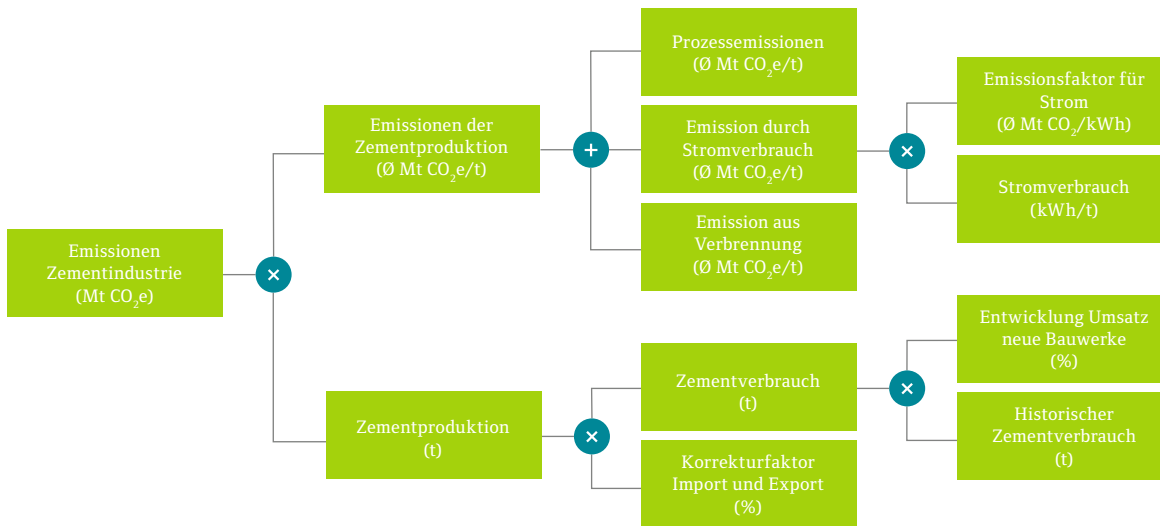 Emissionen
Zementindustrie
(Mt CO₂e)
×
Emissionen der
Zementproduktion
(Ø Mt CO₂e/t)
+
Prozessemissionen
(Ø Mt CO₂e/t)
Emission durch
Stromverbrauch
(Ø Mt CO₂e/t)
×
Emissionsfaktor für
Strom
(Ø Mt CO₂/kWh)
Stromverbrauch
(kWh/t)
Emission aus
Verbrennung
(Ø Mt CO₂e/t)
Zementproduktion
(t)
×
Zementverbrauch
(t)
×
Entwicklung Umsatz
neue Bauwerke
(%)
Historischer
Zementverbrauch
(t)
Korrekturfaktor
Import und Export
(%)